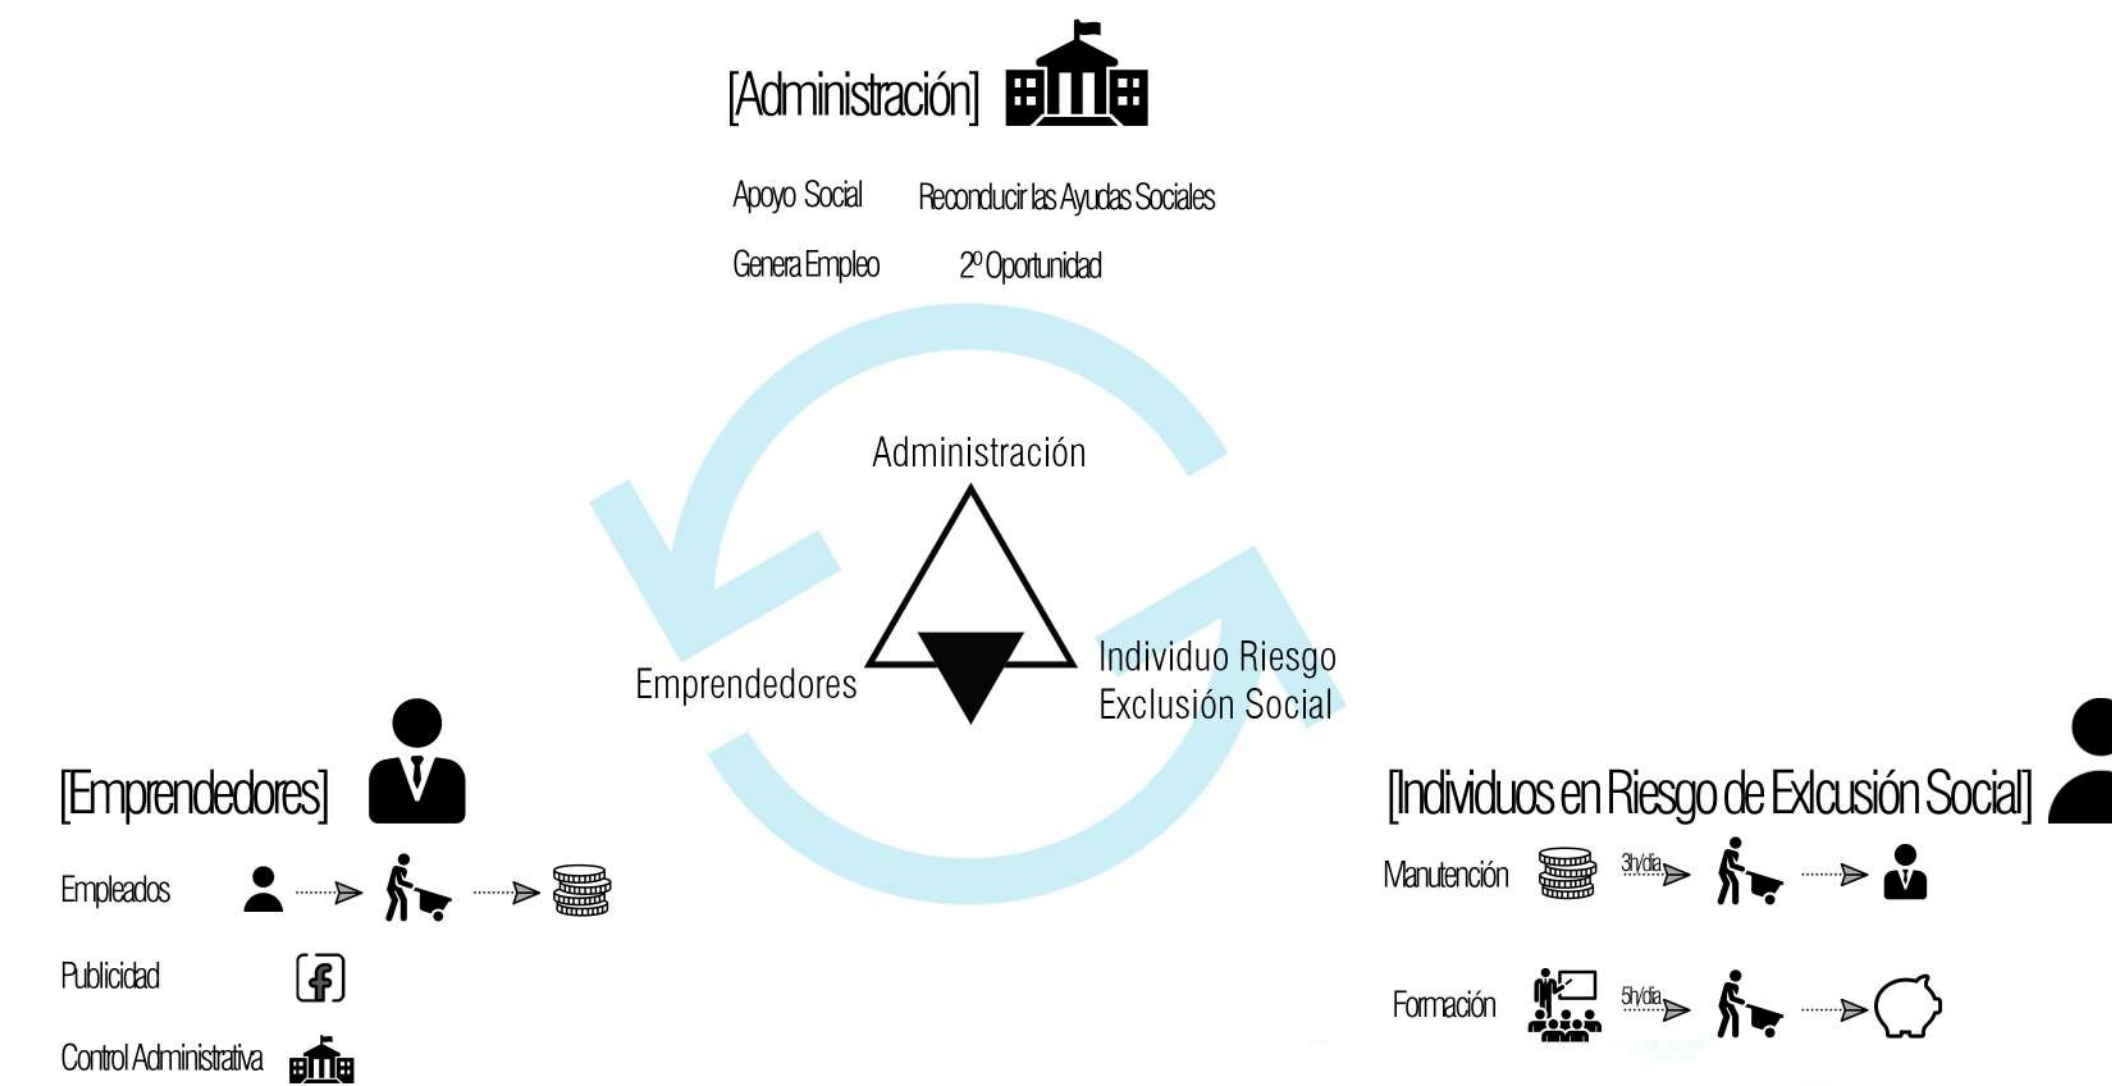 [Administración]
Apoyo Social Reconducir las Ayudas Sociales
Genera Empleo 2º Oportunidad
Administración
Emprendedores
Individuo Riesgo
Exclusión Social
[Emprendedores]
Empleados
Publicidad
Control Administrativa
[Individuos en Riesgo de Exlcusión Social]
Manutención 3h/día
Formación 5h/día